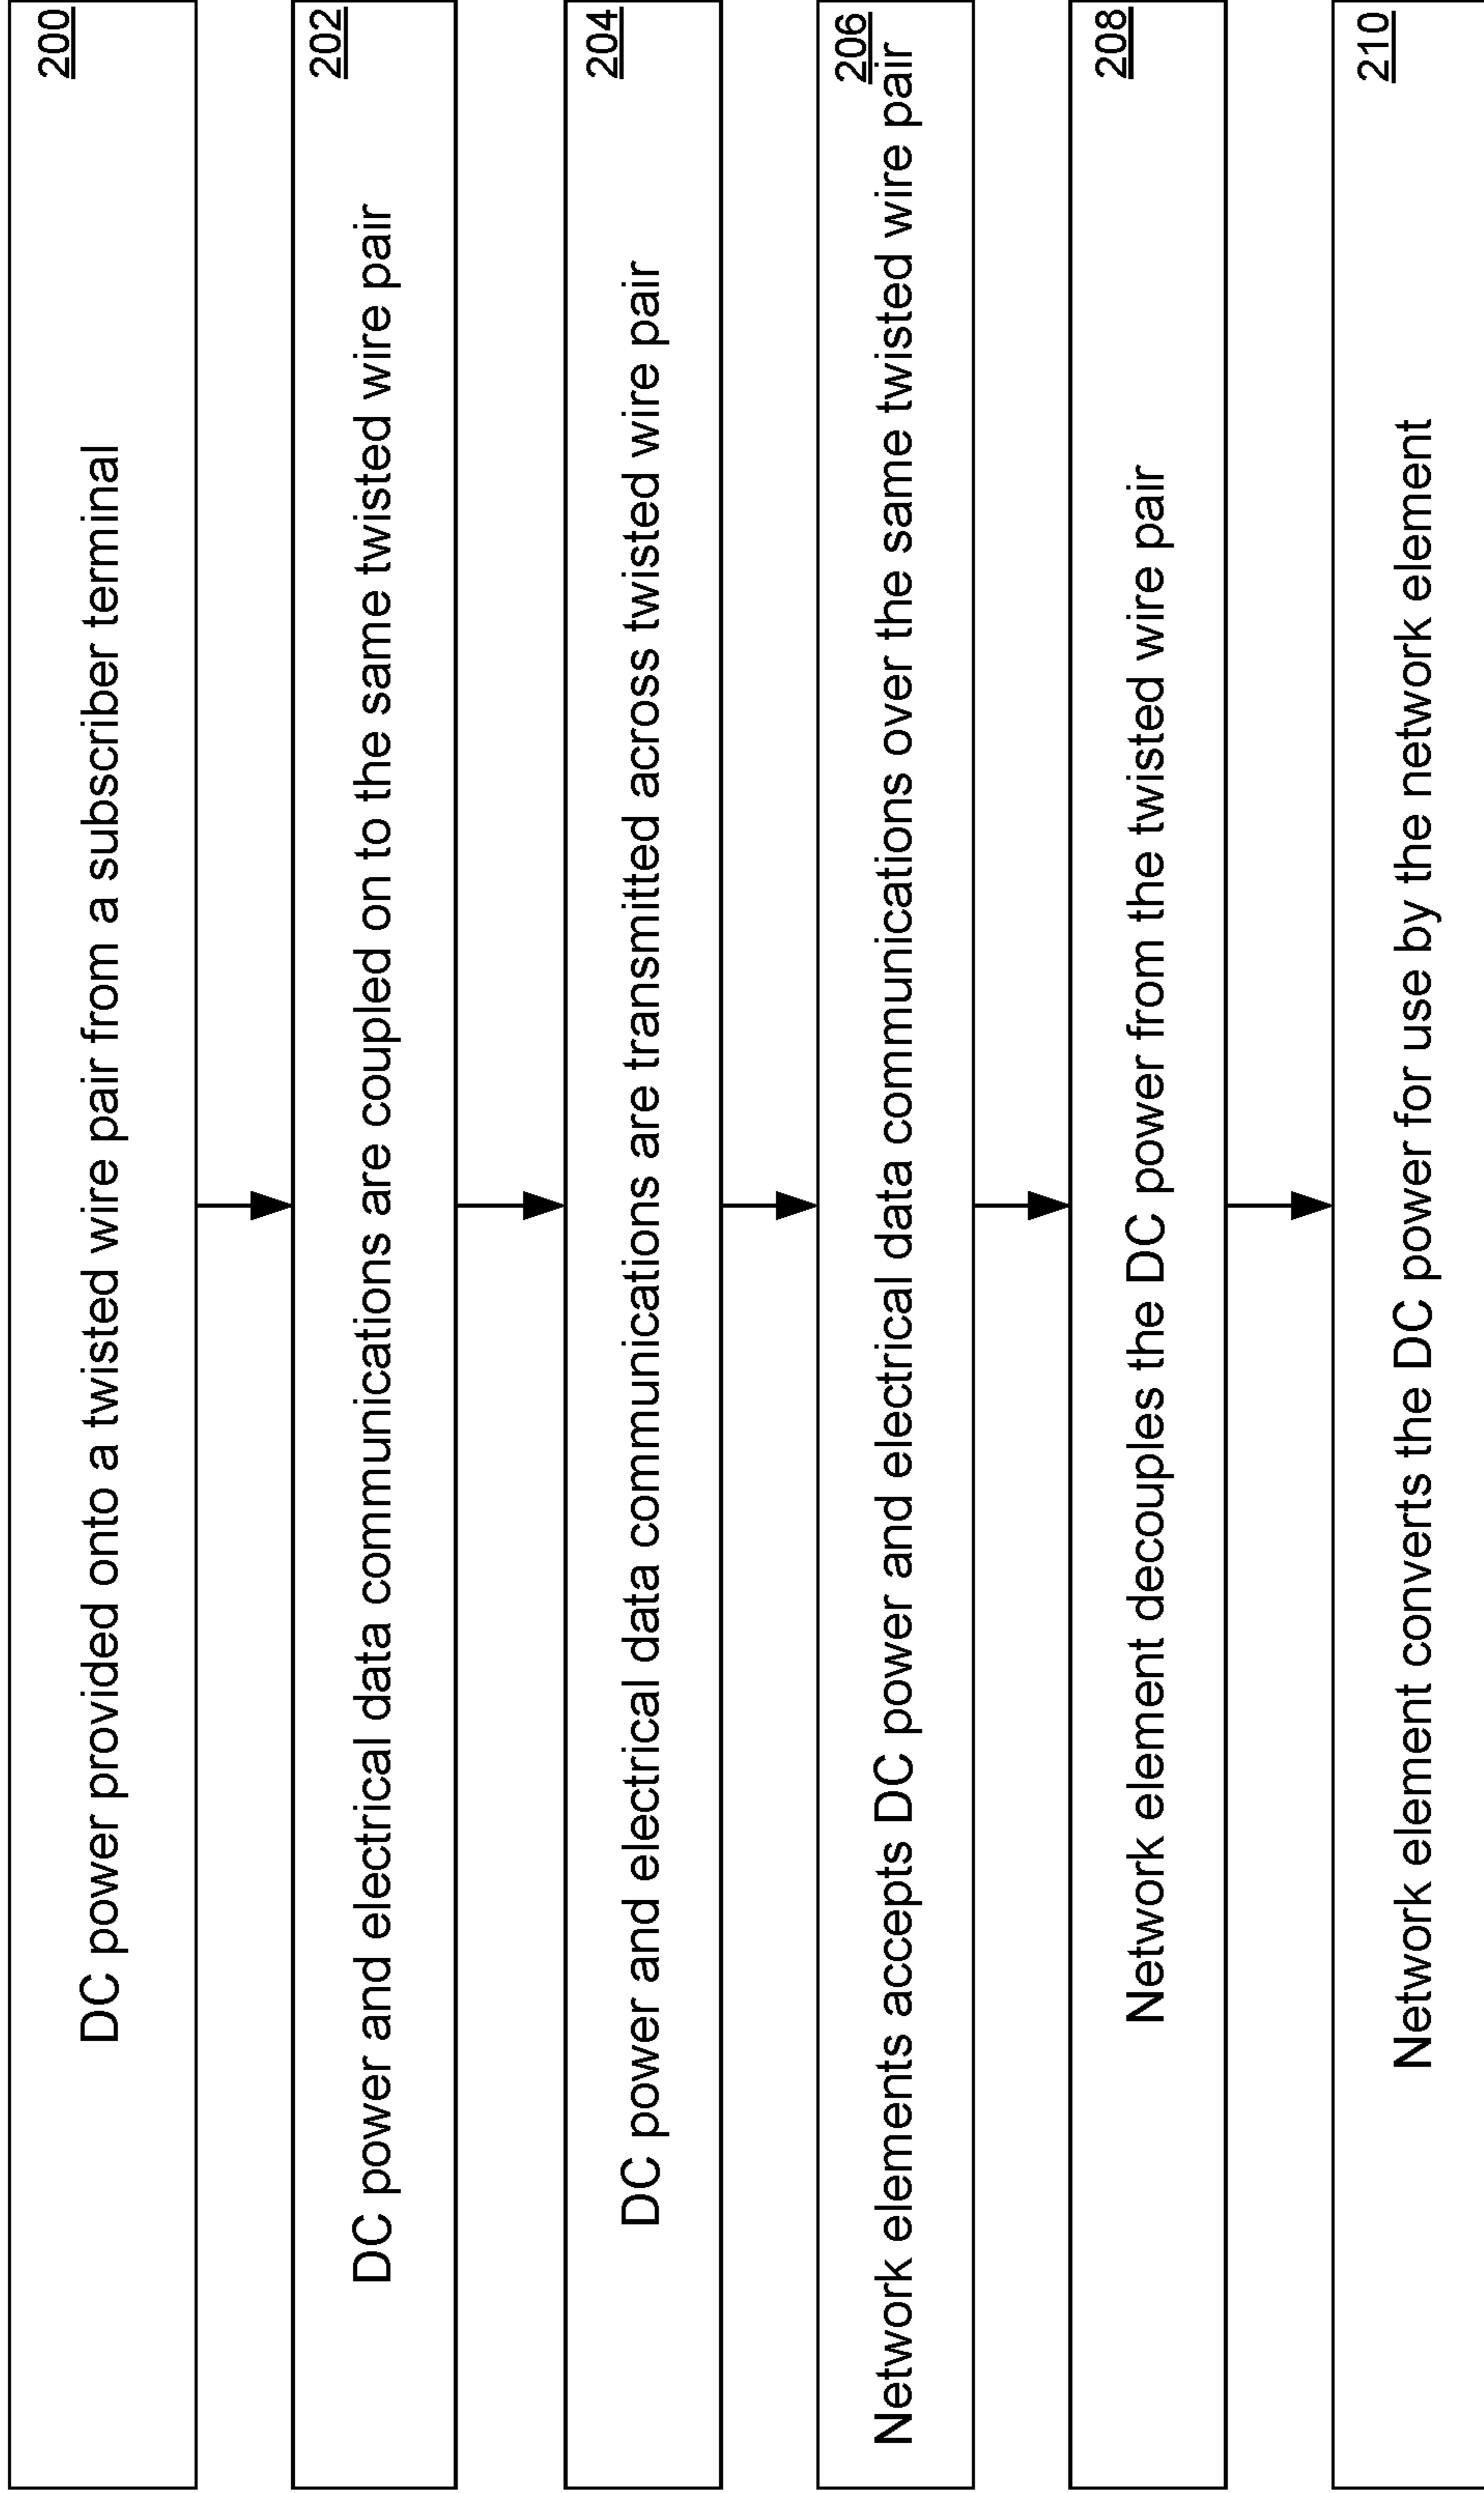 200
DC power provided onto a twisted wire pair from a subscriber terminal
202
DC power and electrical data communications are coupled on to the same twisted wire pair
204
DC power and electrical data communications are transmitted across twisted wire pair
206
Network elements accepts DC power and electrical data communications over the same twisted wire pair
208
Network element decouples the DC power from the twisted wire pair
210
Network element converts the DC power for use by the network element